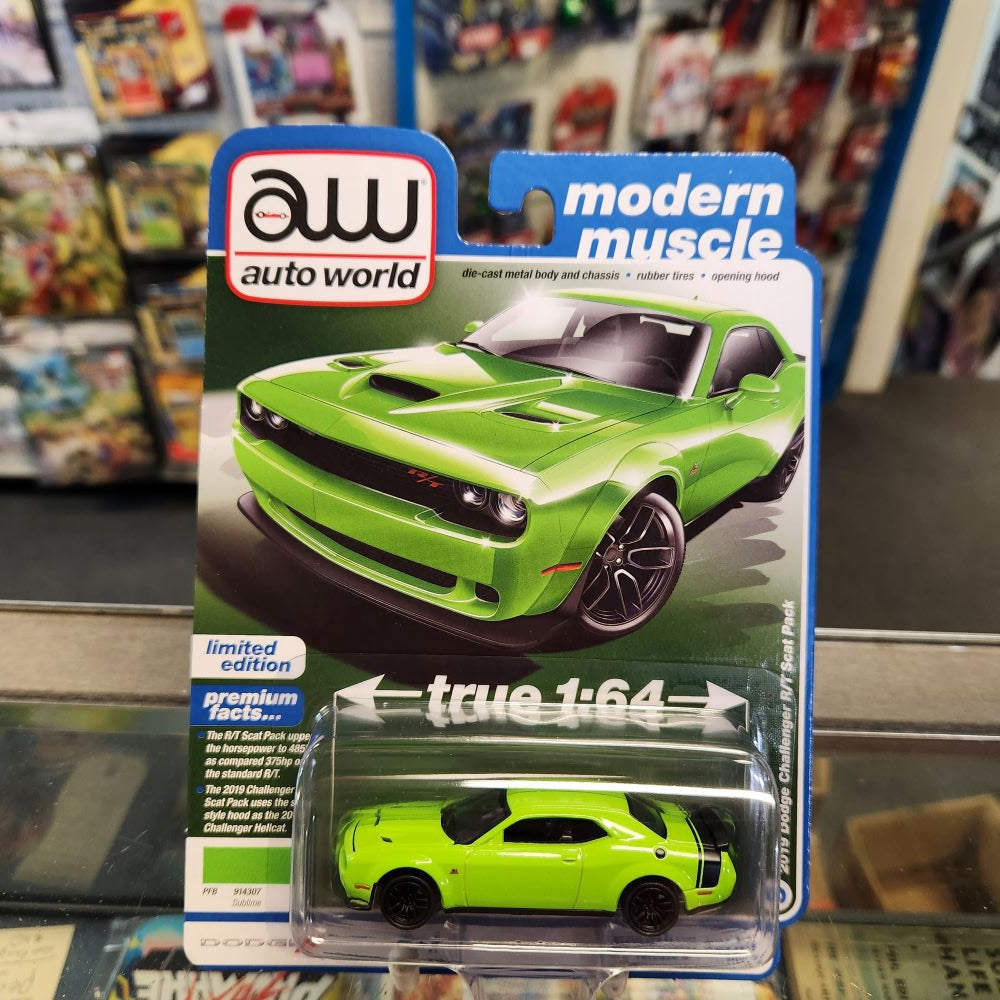 aw®
auto world
modern
muscle
die-cast metal body and chassis • rubber tires • opening hood
R/T
limited
edition
premium
facts...
true 1:64
The R/T Scat Pack
the horsepower to 485
as compared 375hp
the standard R/T.
The 2019 Challenger
Scat Pack uses the
style hood as the
Challenger Hellcat.
PFB 914307
Sublime
DODGE
2019 Dodge Challenger R/T Scat Pack
LIFE